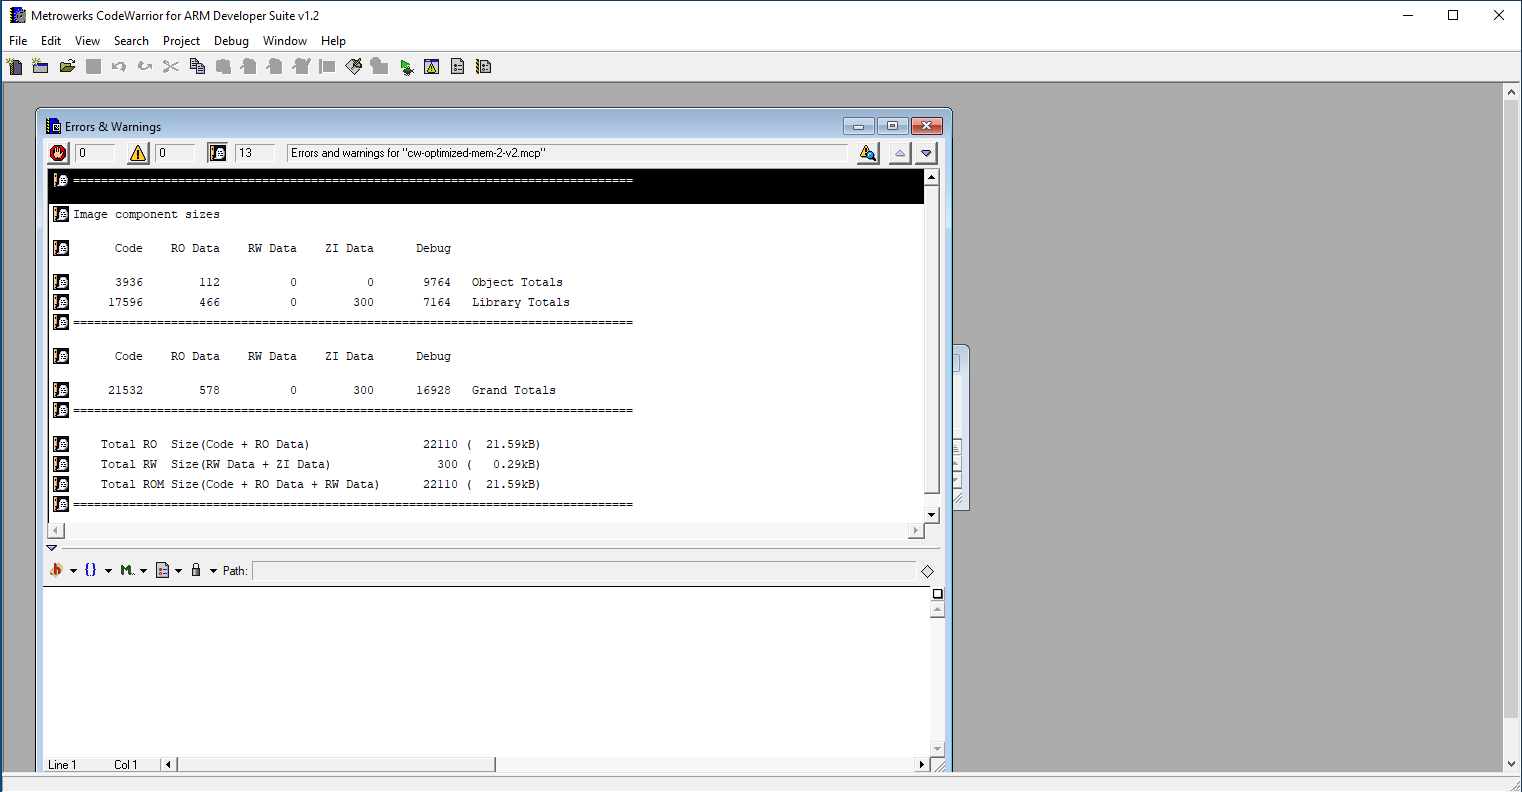 Metrowerks CodeWarrior for ARM Developer Suite v1.2
File Edit View Search Project Debug Window Help
Errors & Warnings
0 0 13 Errors and warnings for "cw-optimized-mem-2-v2.mcp"
================================================================================
Image component sizes
Code RO Data RW Data ZI Data Debug
3936 112 0 0 9764 Object Totals
17596 466 0 300 7164 Library Totals
================================================================================
Code RO Data RW Data ZI Data Debug
21532 578 0 300 16928 Grand Totals
================================================================================
Total RO Size(Code + RO Data) 22110 ( 21.59kB)
Total RW Size(RW Data + ZI Data) 300 ( 0.29kB)
Total ROM Size(Code + RO Data + RW Data) 22110 ( 21.59kB)
================================================================================
Path:
Line 1 Col 1